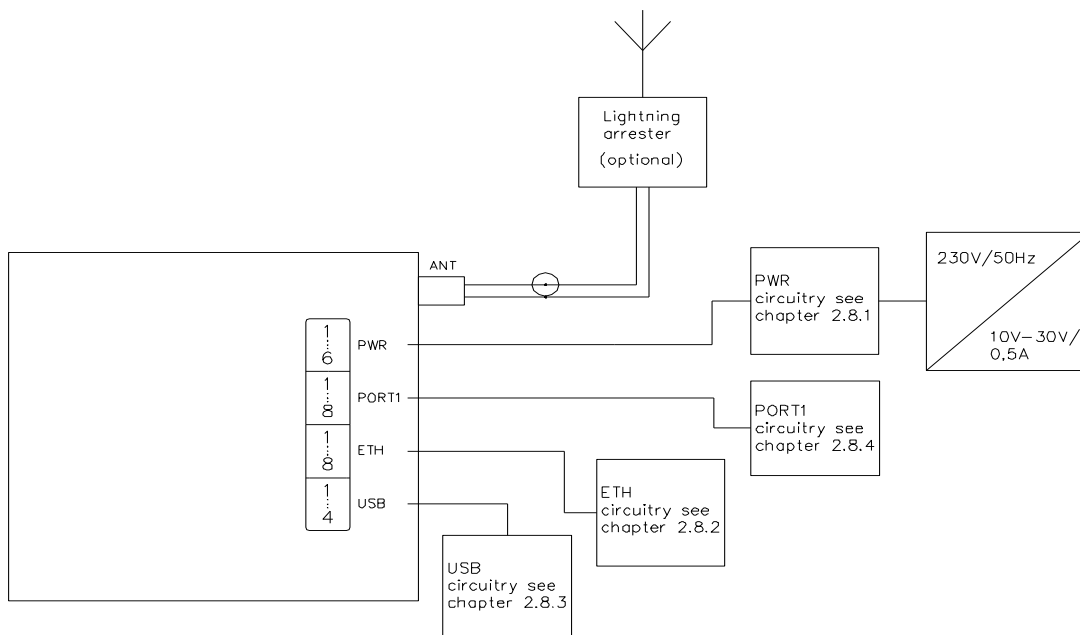 Lightning
arrester
(optional)
ANT
230V/50Hz
10V-30V/
0,5A
PWR
circuitry see
chapter 2.8.1
1
...
6
PWR
1
...
8
PORT1
PORT1
circuitry see
chapter 2.8.4
1
...
8
ETH
ETH
circuitry see
chapter 2.8.2
1
...
4
USB
USB
circuitry see
chapter 2.8.3